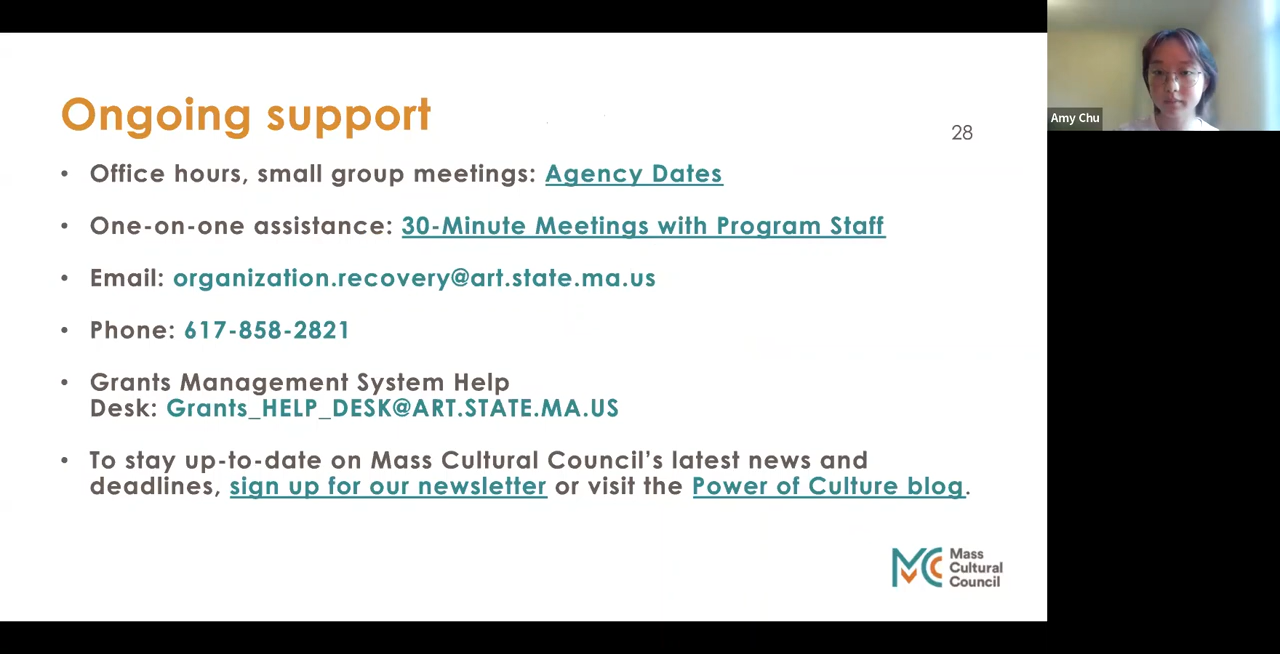 Ongoing support
28
• Office hours, small group meetings: Agency Dates
• One-on-one assistance: 30-Minute Meetings with Program Staff
• Email: organization.recovery@art.state.ma.us
• Phone: 617-858-2821
• Grants Management System Help
Desk: Grants_HELP_DESK@ART.STATE.MA.US
• To stay up-to-date on Mass Cultural Council’s latest news and
deadlines, sign up for our newsletter or visit the Power of Culture blog.
Mass
Cultural
Council
Amy Chu